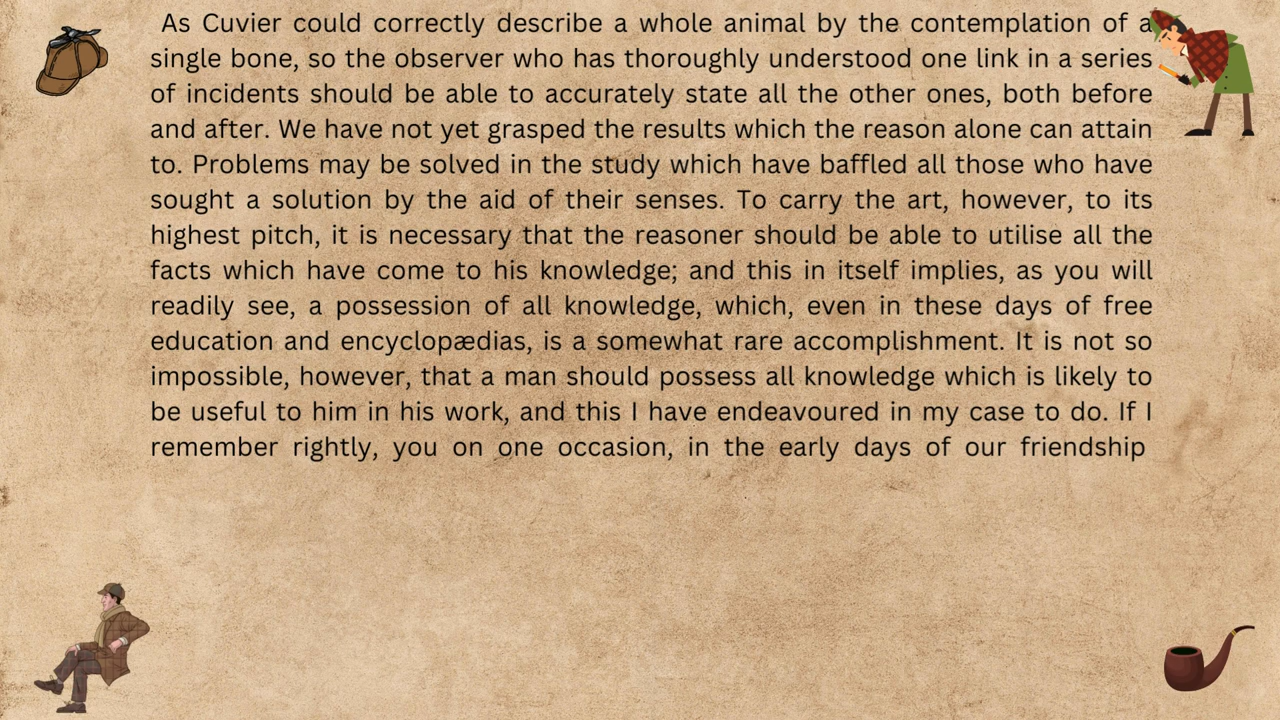 As Cuvier could correctly describe a whole animal by the contemplation of a
single bone, so the observer who has thoroughly understood one link in a series
of incidents should be able to accurately state all the other ones, both before
and after. We have not yet grasped the results which the reason alone can attain
to. Problems may be solved in the study which have baffled all those who have
sought a solution by the aid of their senses. To carry the art, however, to its
highest pitch, it is necessary that the reasoner should be able to utilise all the
facts which have come to his knowledge; and this in itself implies, as you will
readily see, a possession of all knowledge, which, even in these days of free
education and encyclopædias, is a somewhat rare accomplishment. It is not so
impossible, however, that a man should possess all knowledge which is likely to
be useful to him in his work, and this I have endeavoured in my case to do. If I
remember rightly, you on one occasion, in the early days of our friendship